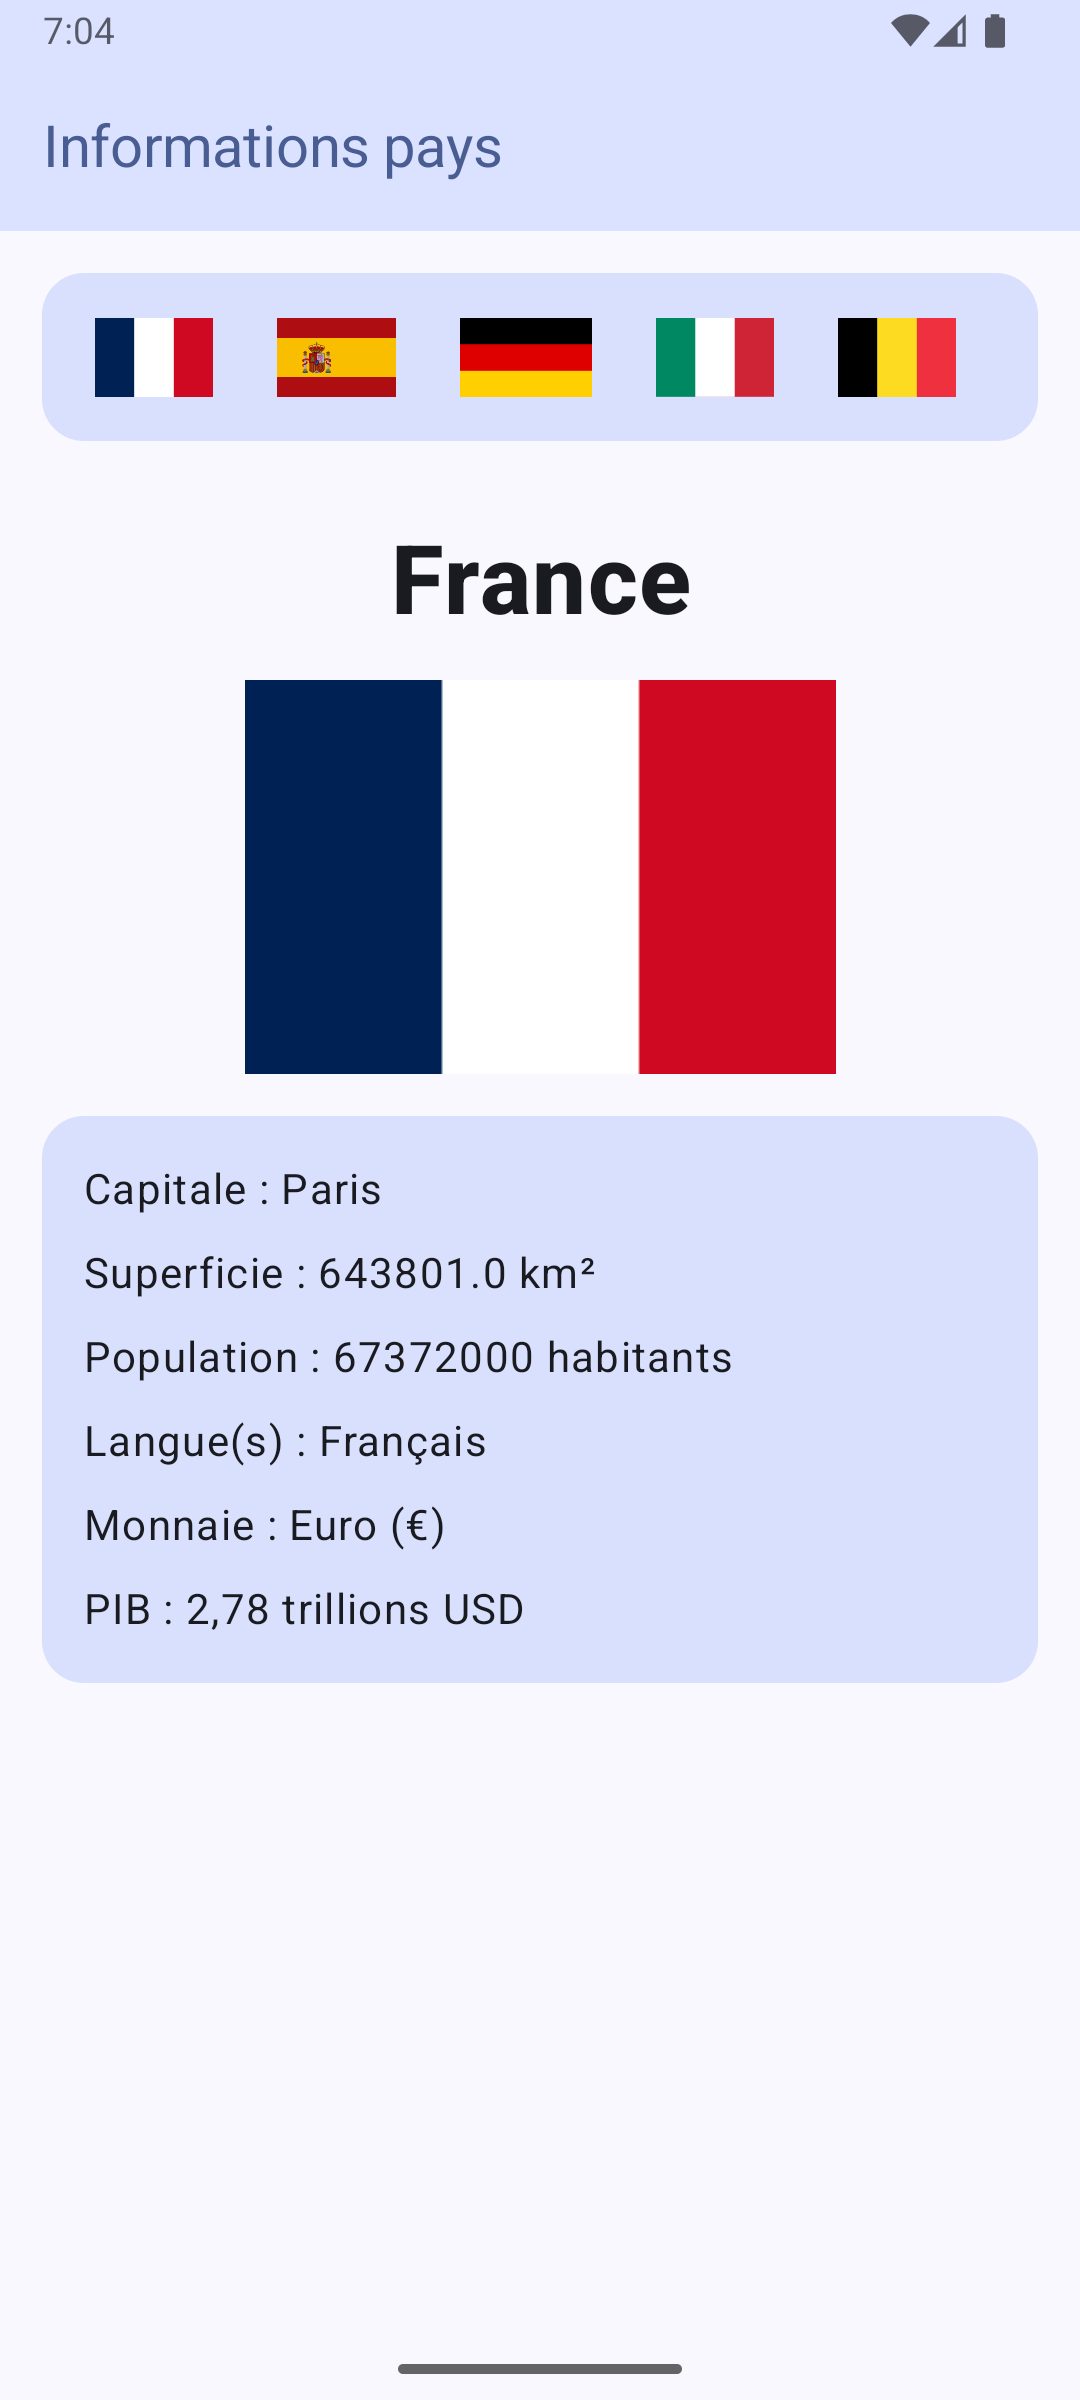 7:04
Informations pays
France
Capitale : Paris
Superficie : 643801.0 km²
Population : 67372000 habitants
Langue(s) : Français
Monnaie : Euro (€)
PIB : 2,78 trillions USD